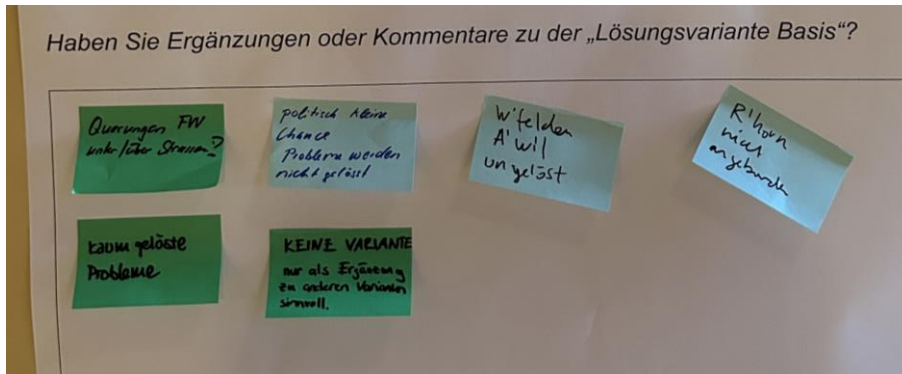 Haben Sie Ergänzungen oder Kommentare zu der „Lösungsvariante Basis“?
Querungen FW
unter/über Strassen?
politisch kleine
Chance
Probleme werden
nicht gelöst
W'felden
A'wil
ungelöst
R'horn
nicht
angebunden
kaum gelöste
Probleme
KEINE VARIANTE
nur als Ergänzung
zu anderen Varianten
sinnvoll.